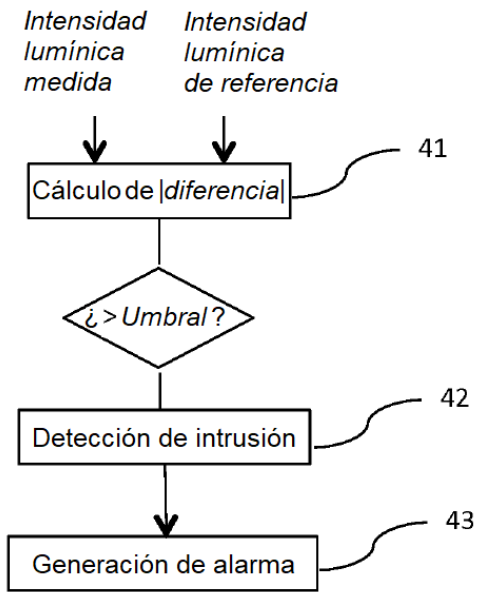 Intensidad
lumínica
medida
Intensidad
lumínica
de referencia
41
Cálculo de |diferencia|
¿ > Umbral ?
42
Detección de intrusión
43
Generación de alarma